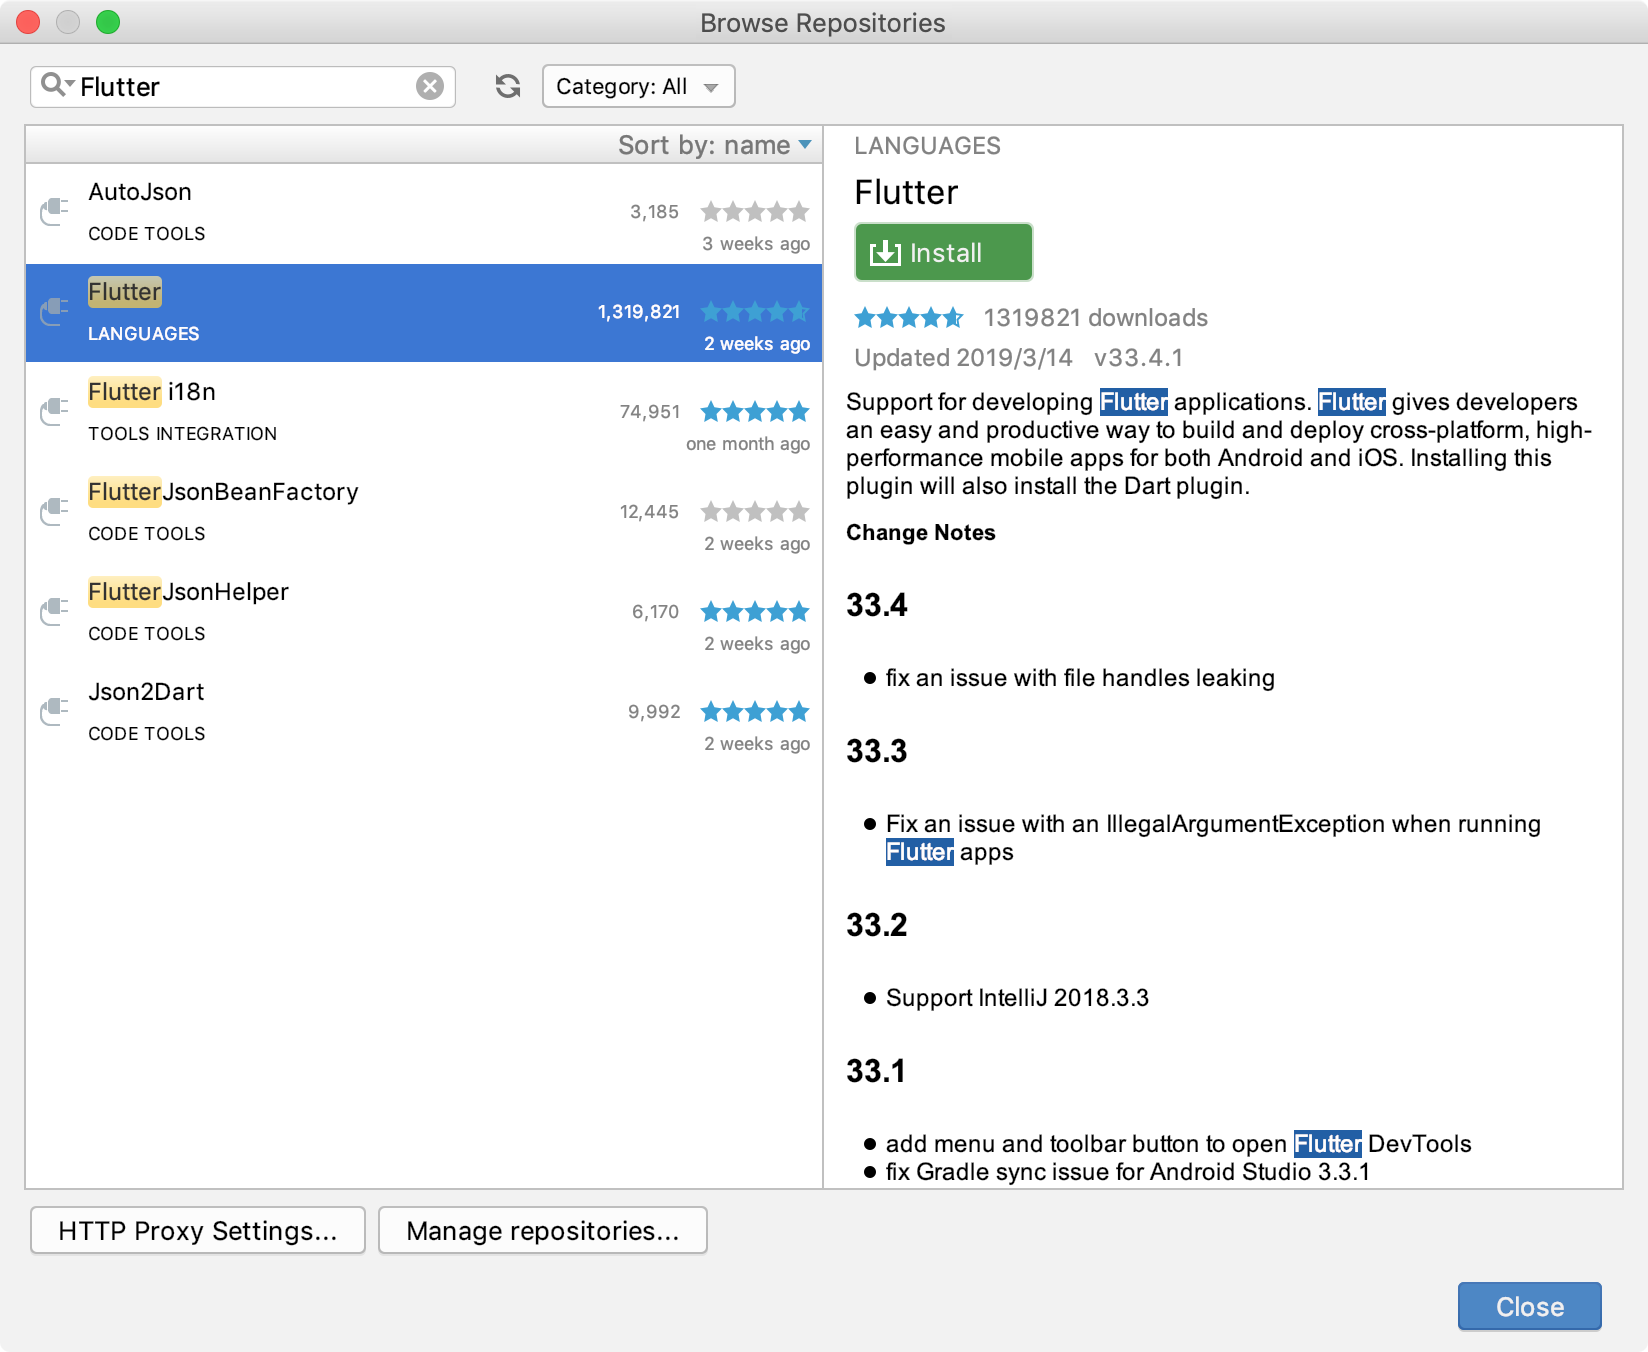 Browse Repositories
Flutter
Category: All
Sort by: name
AutoJson
CODE TOOLS
3,185
3 weeks ago
Flutter
LANGUAGES
1,319,821
2 weeks ago
Flutter i18n
TOOLS INTEGRATION
74,951
one month ago
FlutterJsonBeanFactory
CODE TOOLS
12,445
2 weeks ago
FlutterJsonHelper
CODE TOOLS
6,170
2 weeks ago
Json2Dart
CODE TOOLS
9,992
2 weeks ago
LANGUAGES
Flutter
Install
1319821 downloads
Updated 2019/3/14 v33.4.1
Support for developing Flutter applications. Flutter gives developers
an easy and productive way to build and deploy cross-platform, high-
performance mobile apps for both Android and iOS. Installing this
plugin will also install the Dart plugin.
Change Notes
33.4
● fix an issue with file handles leaking
33.3
● Fix an issue with an IllegalArgumentException when running
Flutter apps
33.2
● Support IntelliJ 2018.3.3
33.1
● add menu and toolbar button to open Flutter DevTools
● fix Gradle sync issue for Android Studio 3.3.1
HTTP Proxy Settings...
Manage repositories...
Close